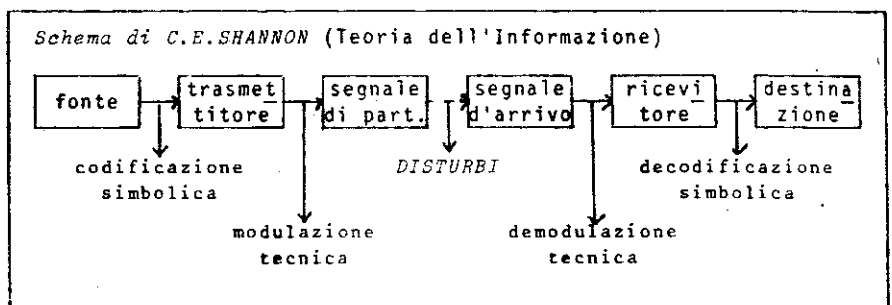 Schema di C.E.SHANNON (Teoria dell'Informazione)
fonte
trasmet
titore
segnale
di part.
segnale
d'arrivo
ricevi
tore
destina
zione
codificazione
simbolica
DISTURBI
decodificazione
simbolica
modulazione
tecnica
demodulazione
tecnica